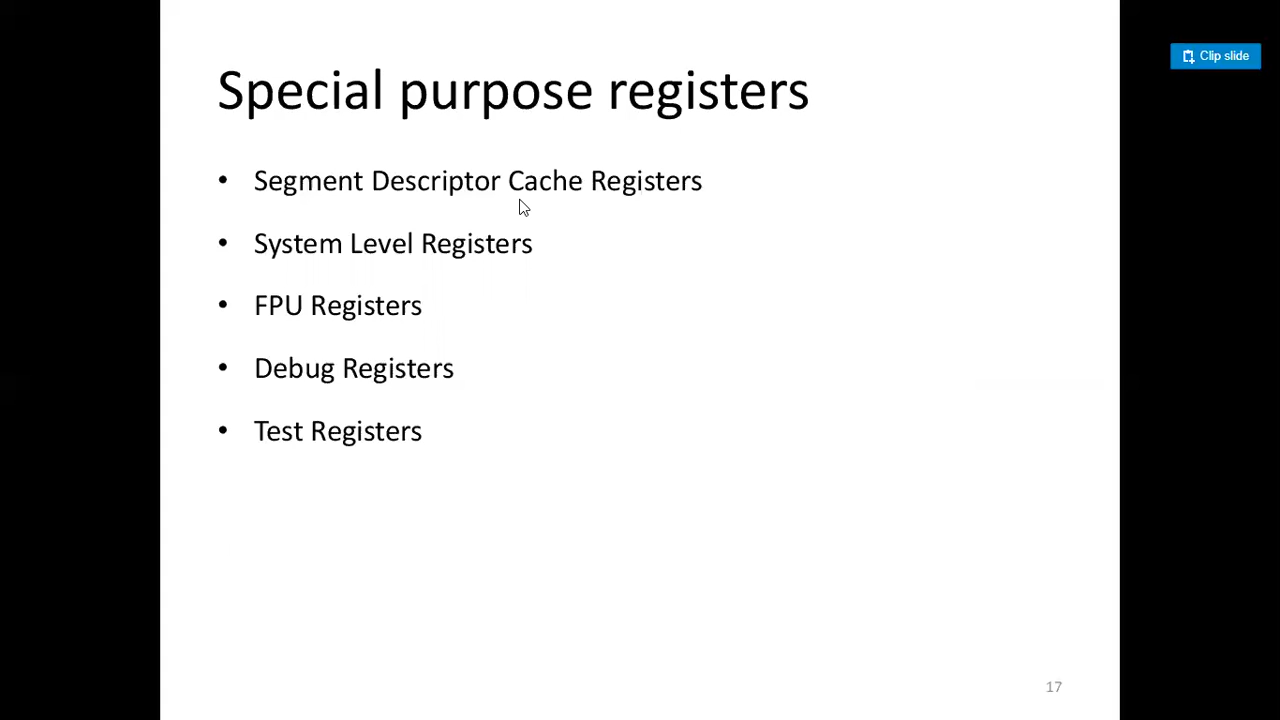 Clip slide
Special purpose registers
• Segment Descriptor Cache Registers
• System Level Registers
• FPU Registers
• Debug Registers
• Test Registers
17